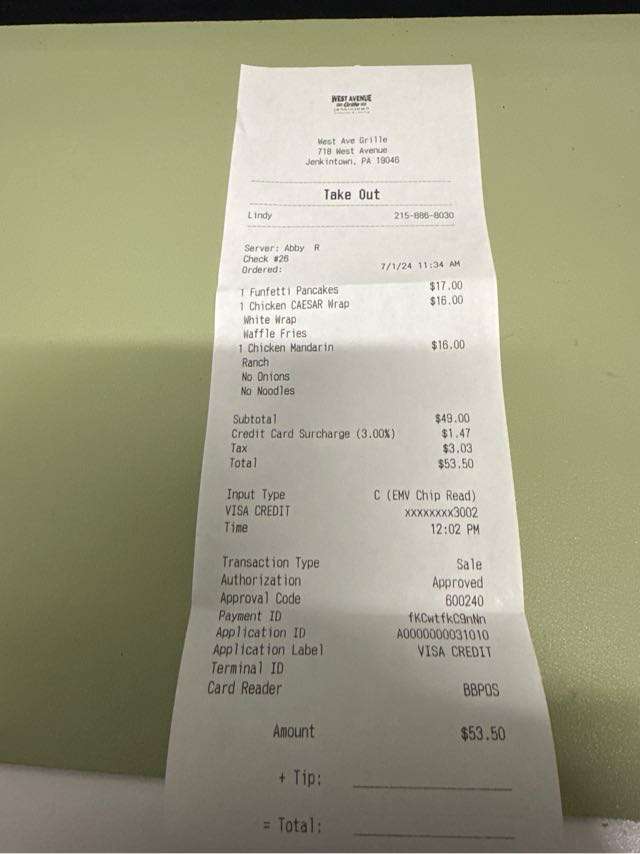 WEST AVENUE
Grille
West Ave Grille
718 West Avenue
Jenkintown, PA 19046
Take Out
Lindy 215-886-8030
Server: Abby R
Check #26
Ordered: 7/1/24 11:34 AM
1 Funfetti Pancakes $17.00
1 Chicken CAESAR Wrap $16.00
White Wrap
Waffle Fries
1 Chicken Mandarin $16.00
Ranch
No Onions
No Noodles
Subtotal $49.00
Credit Card Surcharge (3.00%) $1.47
Tax $3.03
Total $53.50
Input Type C (EMV Chip Read)
VISA CREDIT xxxxxxxx3002
Time 12:02 PM
Transaction Type Sale
Authorization Approved
Approval Code 600240
Payment ID fKCwtfkC9nNn
Application ID A0000000031010
Application Label VISA CREDIT
Terminal ID
Card Reader BBPOS
Amount $53.50
+ Tip:
= Total: